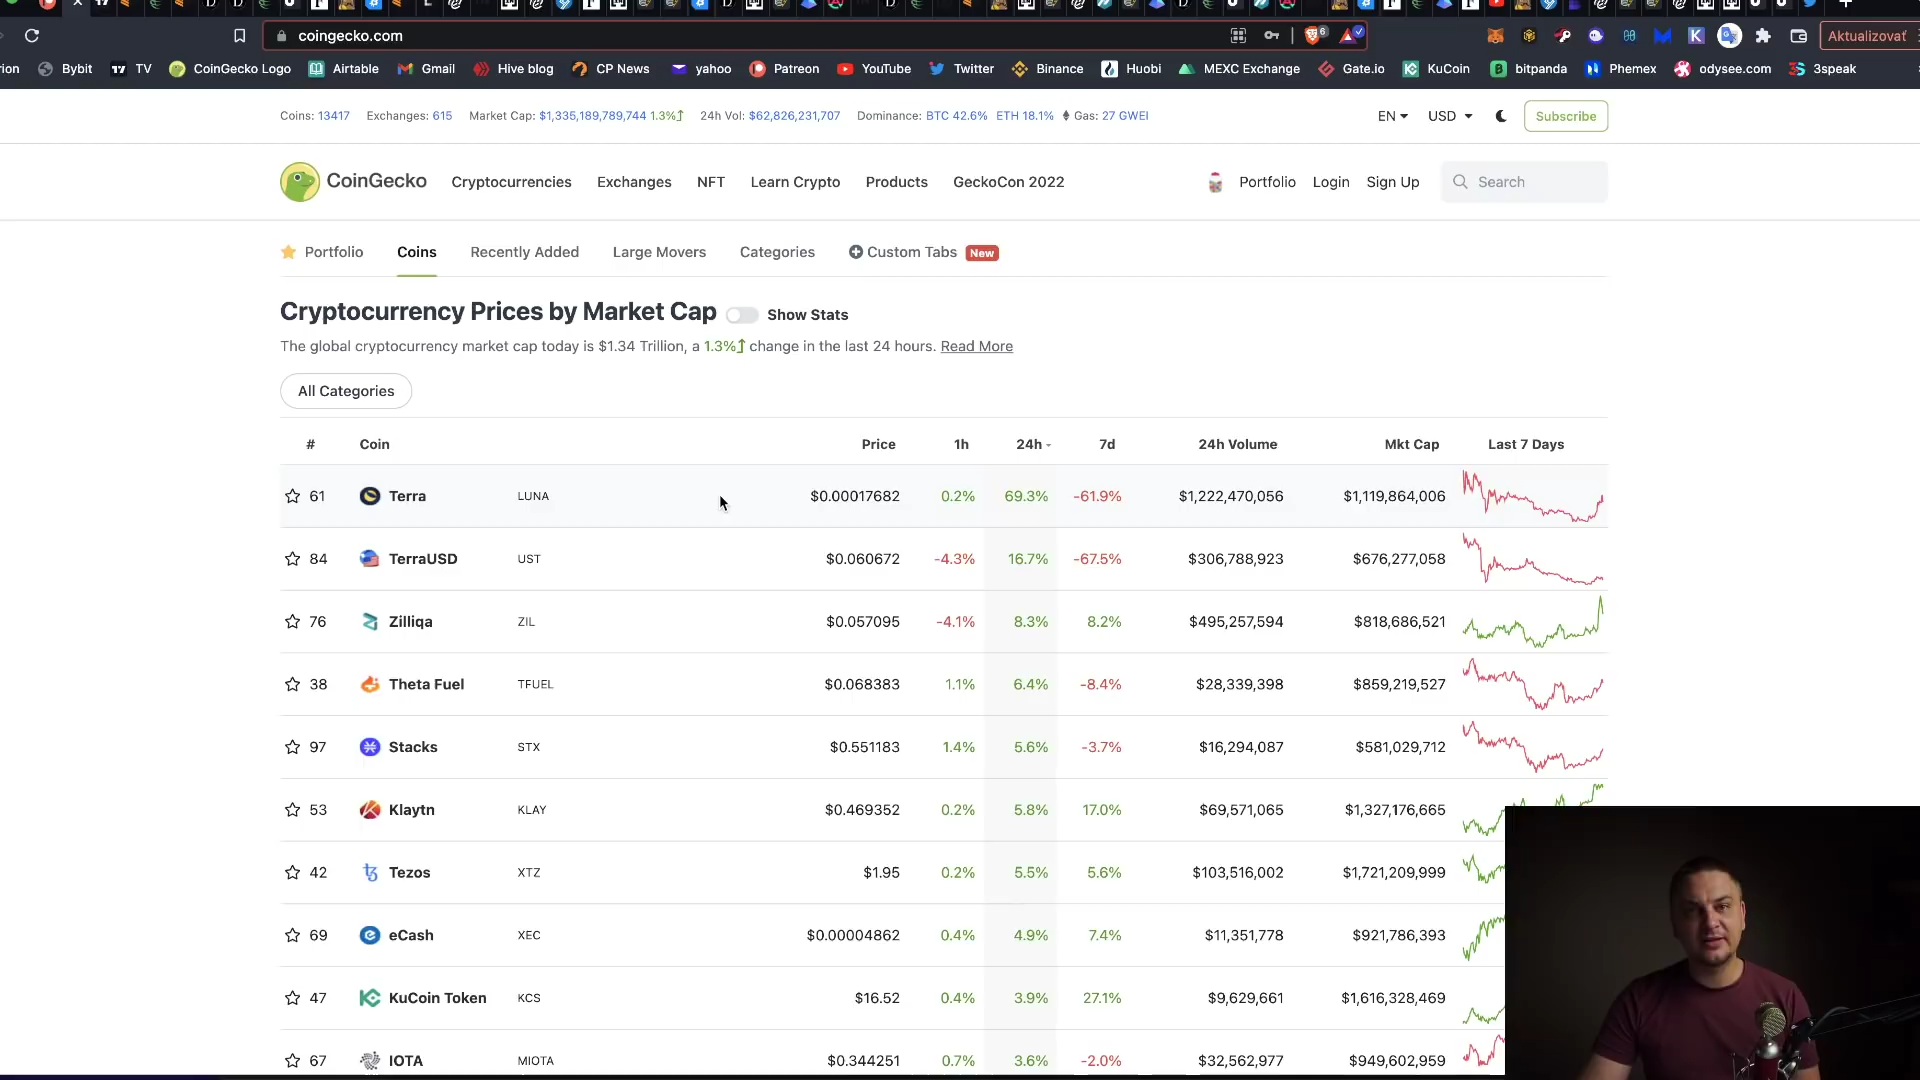 coingecko.com
6
Aktualizovať
ion Bybit TV CoinGecko Logo Airtable Gmail Hive blog CP News yahoo Patreon YouTube Twitter Binance Huobi MEXC Exchange Gate.io KuCoin bitpanda Phemex odysee.com 3speak
Coins: 13417 Exchanges: 615 Market Cap: $1,335,189,789,744 1.3% 24h Vol: $62,826,231,707 Dominance: BTC 42.6% ETH 18.1% Gas: 27 GWEI
EN USD Subscribe
CoinGecko Cryptocurrencies Exchanges NFT Learn Crypto Products GeckoCon 2022 Portfolio Login Sign Up Search
Portfolio Coins Recently Added Large Movers Categories Custom Tabs New
Cryptocurrency Prices by Market Cap Show Stats
The global cryptocurrency market cap today is $1.34 Trillion, a 1.3% change in the last 24 hours. Read More
All Categories
# Coin Price 1h 24h 7d 24h Volume Mkt Cap Last 7 Days
61 Terra LUNA $0.00017682 0.2% 69.3% -61.9% $1,222,470,056 $1,119,864,006
84 TerraUSD UST $0.060672 -4.3% 16.7% -67.5% $306,788,923 $676,277,058
76 Zilliqa ZIL $0.057095 -4.1% 8.3% 8.2% $495,257,594 $818,686,521
38 Theta Fuel TFUEL $0.068383 1.1% 6.4% -8.4% $28,339,398 $859,219,527
97 Stacks STX $0.551183 1.4% 5.6% -3.7% $16,294,087 $581,029,712
53 Klaytn KLAY $0.469352 0.2% 5.8% 17.0% $69,571,065 $1,327,176,665
42 Tezos XTZ $1.95 0.2% 5.5% 5.6% $103,516,002 $1,721,209,999
69 eCash XEC $0.00004862 0.4% 4.9% 7.4% $11,351,778 $921,786,393
47 KuCoin Token KCS $16.52 0.4% 3.9% 27.1% $9,629,661 $1,616,328,469
67 IOTA MIOTA $0.344251 0.7% 3.6% -2.0% $32,562,977 $949,602,959